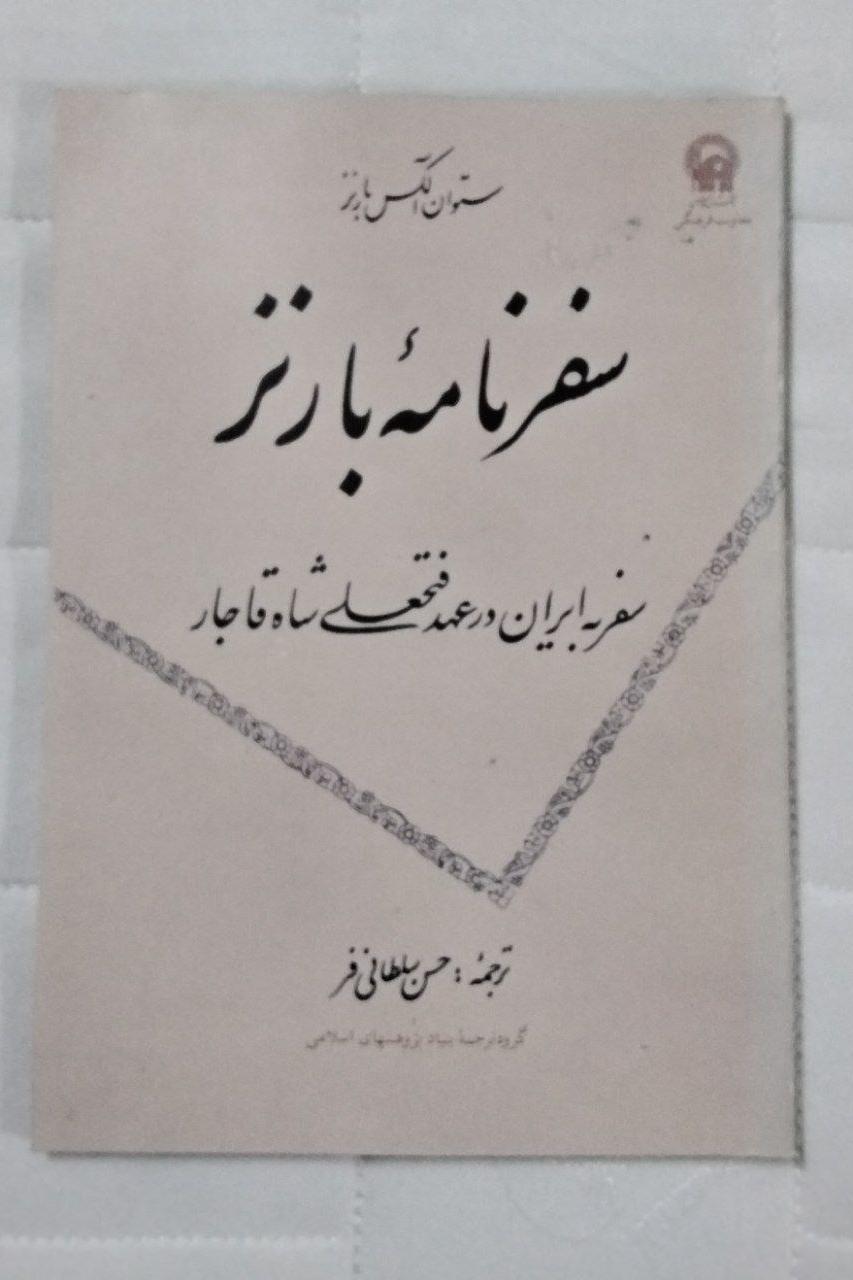 ستوان الکس بارنز
سفرنامهٔ بارنز
سفر به ایران در عهد فتحعلی شاه قاجار
ترجمهٔ : حسن سلطانی فر
گروه ترجمهٔ بنیاد پژوهشهای اسلامی